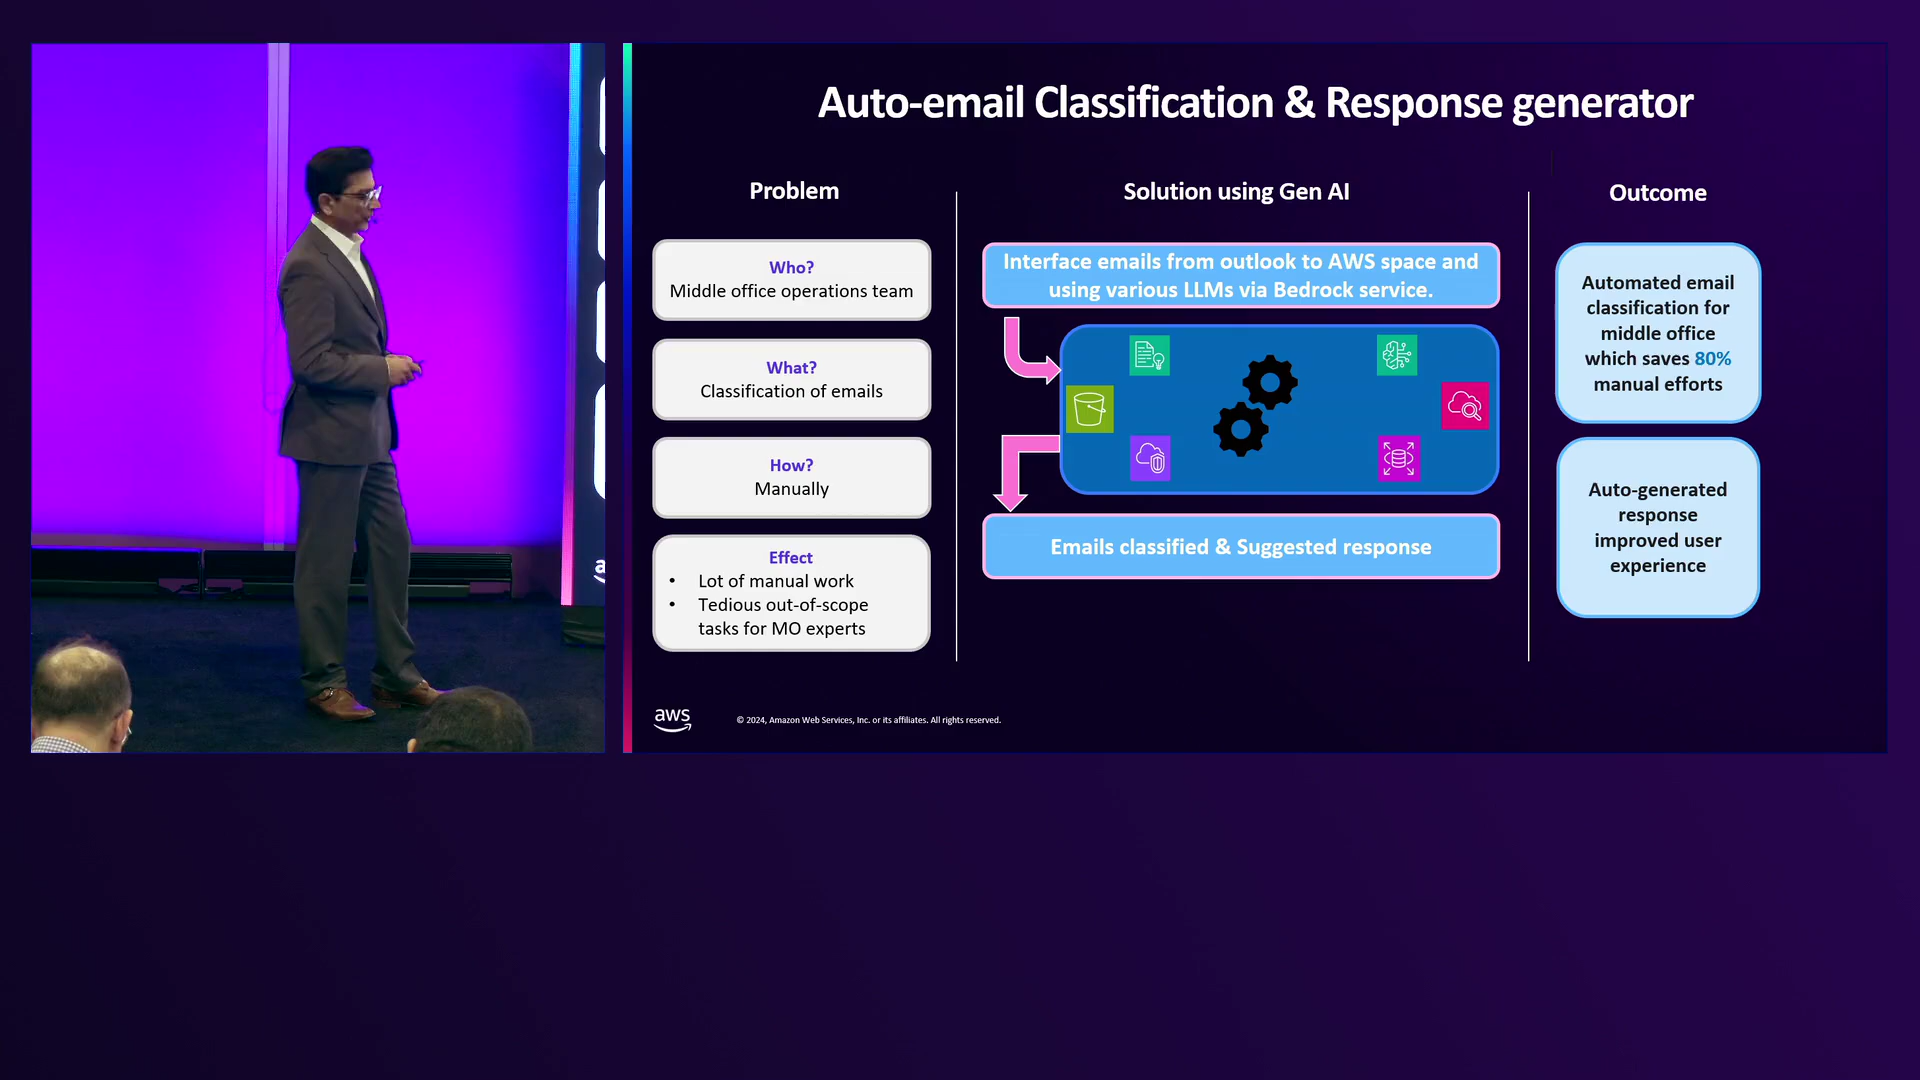 Auto-email Classification & Response generator
Problem
Who?
Middle office operations team
What?
Classification of emails
How?
Manually
Effect
• Lot of manual work
• Tedious out-of-scope
tasks for MO experts
Solution using Gen AI
Interface emails from outlook to AWS space and
using various LLMs via Bedrock service.
Emails classified & Suggested response
Outcome
Automated email
classification for
middle office
which saves 80%
manual efforts
Auto-generated
response
improved user
experience
aws
© 2024, Amazon Web Services, Inc. or its affiliates. All rights reserved.